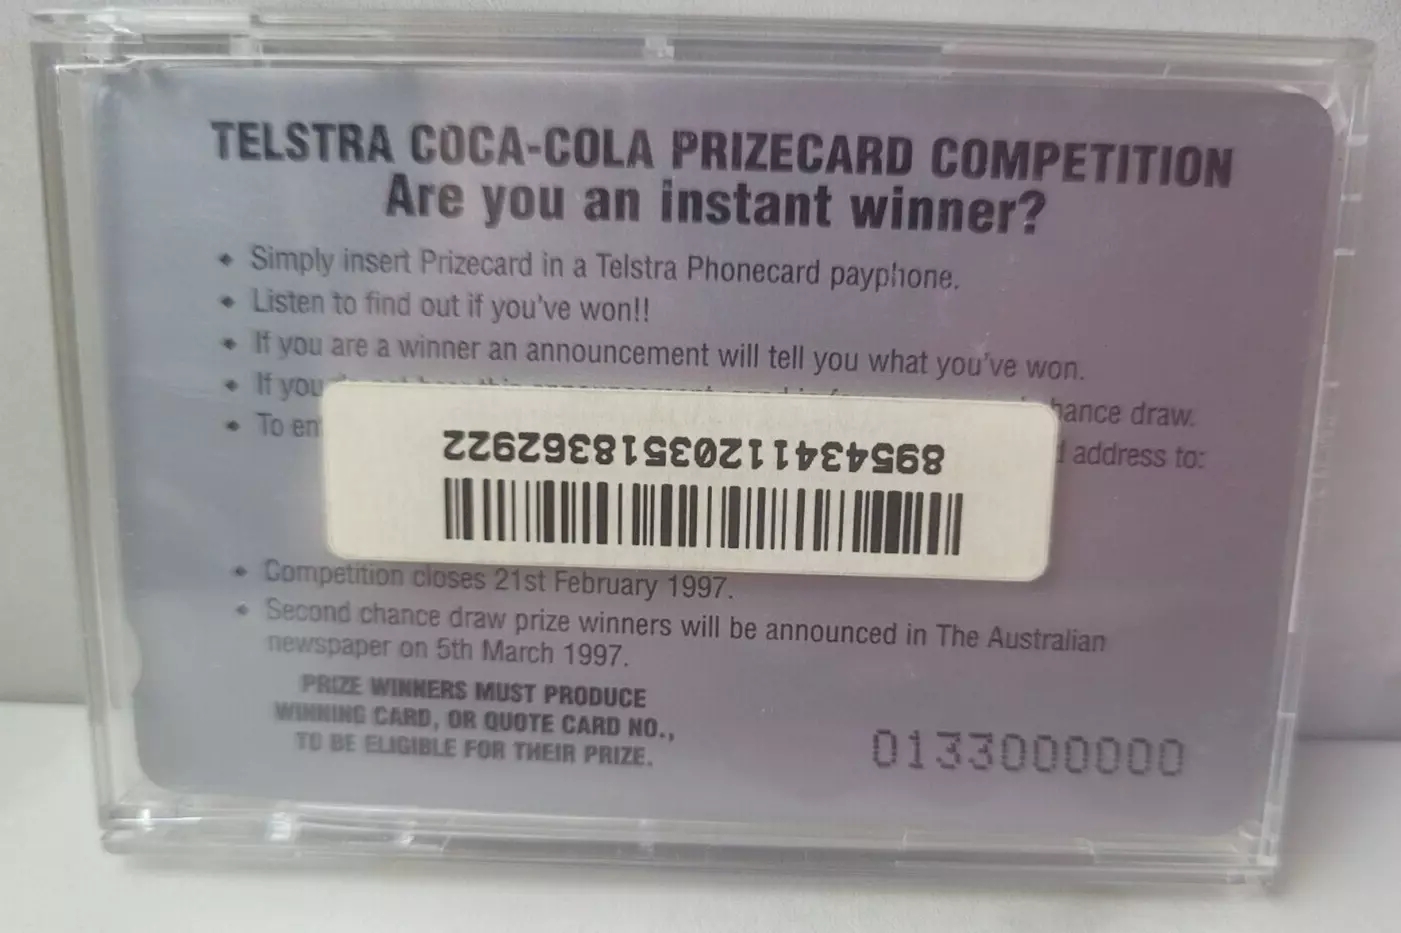 TELSTRA COCA-COLA PRIZECARD COMPETITION
Are you an instant winner?
• Simply insert Prizecard in a Telstra Phonecard payphone.
• Listen to find out if you've won!!
• If you are a winner an announcement will tell you what you've won.
• If you chance draw.
• To address to:
89543411203518362922
• Competition closes 21st February 1997.
• Second chance draw prize winners will be announced in The Australian
newspaper on 5th March 1997.
PRIZE WINNERS MUST PRODUCE
WINNING CARD, OR QUOTE CARD NO.,
TO BE ELIGIBLE FOR THEIR PRIZE.
0133000000